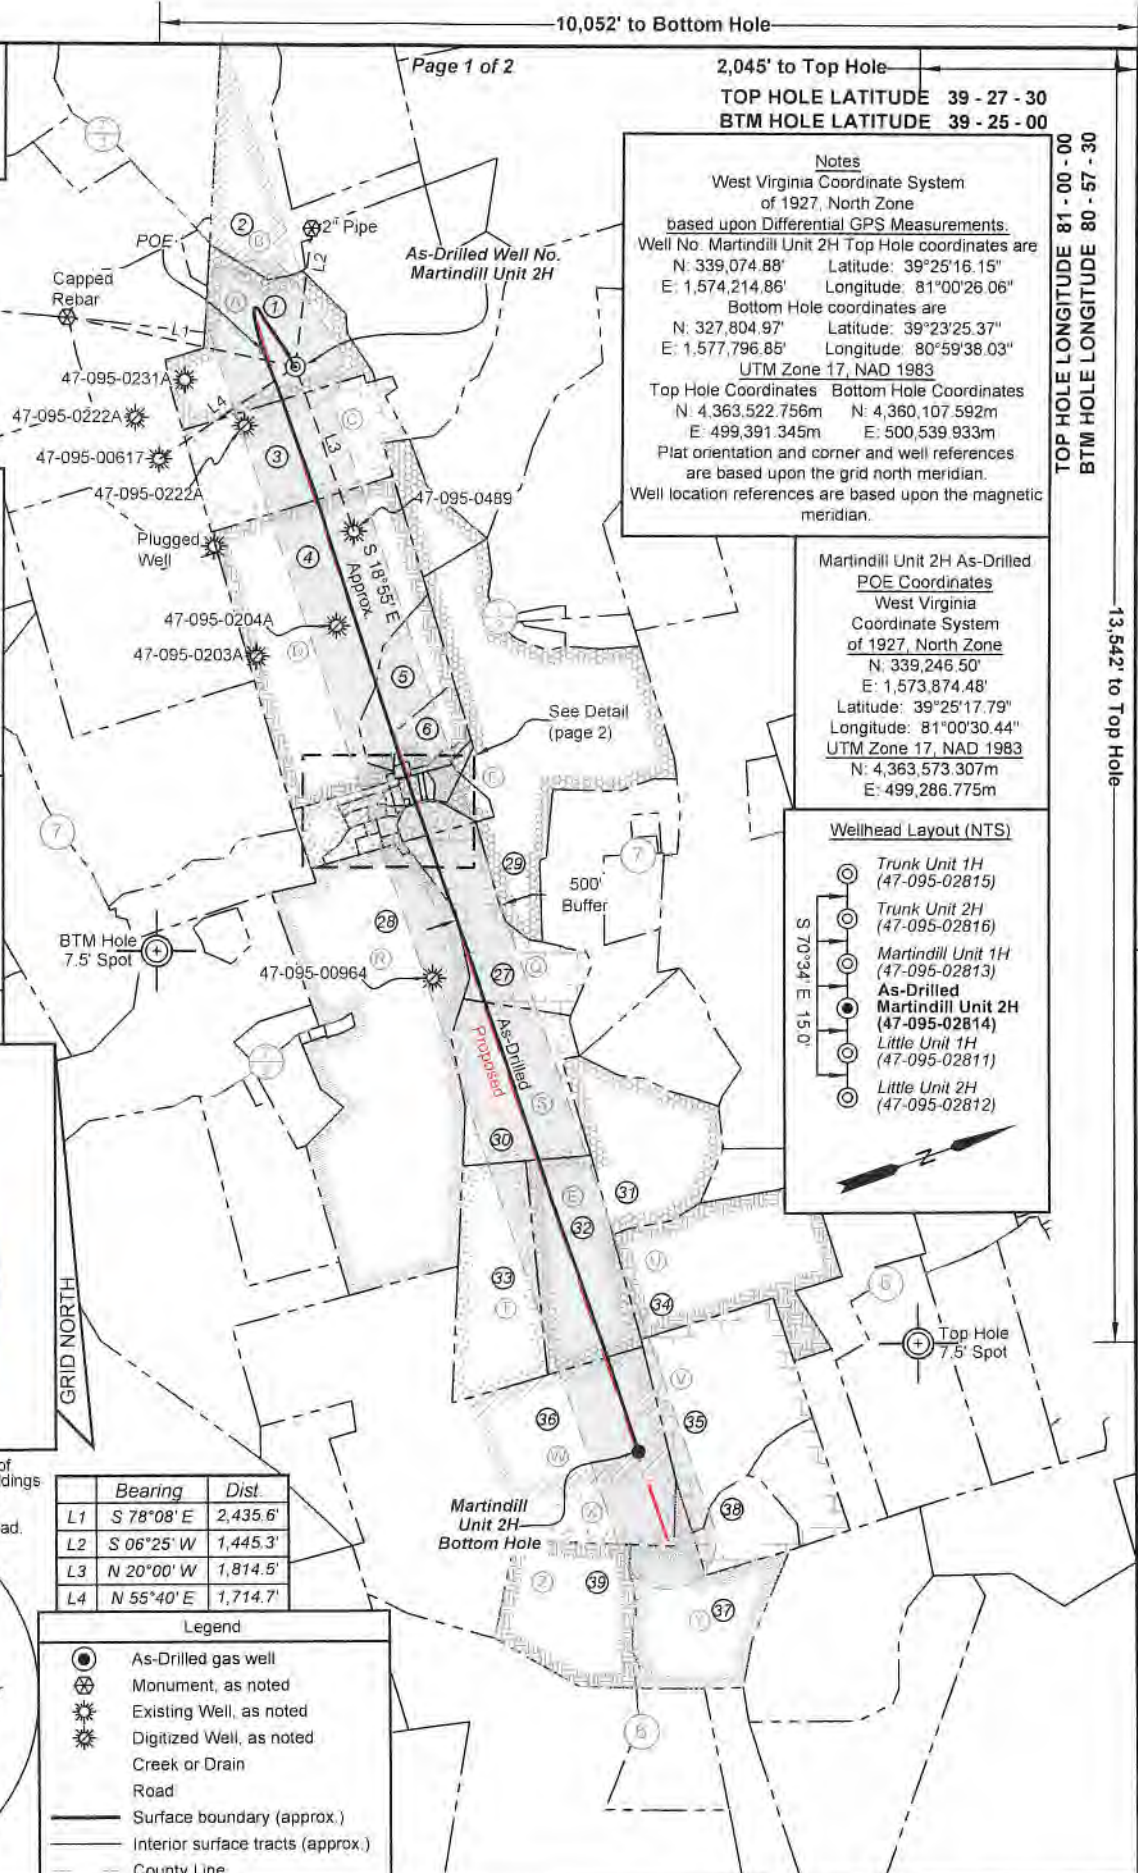 10,052' to Bottom Hole
Page 1 of 2
2,045' to Top Hole
TOP HOLE LATITUDE 39 - 27 - 30
BTM HOLE LATITUDE 39 - 25 - 00
TOP HOLE LONGITUDE 81 - 00 - 00
BTM HOLE LONGITUDE 80 - 57 - 30
13,542' to Top Hole
Notes
West Virginia Coordinate System
of 1927, North Zone
based upon Differential GPS Measurements.
Well No. Martindill Unit 2H Top Hole coordinates are
N: 339,074.88' Latitude: 39°25'16.15"
E: 1,574,214.86' Longitude: 81°00'26.06"
Bottom Hole coordinates are
N: 327,804.97' Latitude: 39°23'25.37"
E: 1,577,796.85' Longitude: 80°59'38.03"
UTM Zone 17, NAD 1983
Top Hole Coordinates Bottom Hole Coordinates
N: 4,363,522.756m N: 4,360,107.592m
E: 499,391.345m E: 500,539.933m
Plat orientation and corner and well references
are based upon the grid north meridian.
Well location references are based upon the magnetic
meridian.
Martindill Unit 2H As-Drilled
POE Coordinates
West Virginia
Coordinate System
of 1927, North Zone
N: 339,246.50'
E: 1,573,874.48'
Latitude: 39°25'17.79"
Longitude: 81°00'30.44"
UTM Zone 17, NAD 1983
N: 4,363,573.307m
E: 499,286.775m
Wellhead Layout (NTS)
Trunk Unit 1H
(47-095-02815)
Trunk Unit 2H
(47-095-02816)
Martindill Unit 1H
(47-095-02813)
As-Drilled
Martindill Unit 2H
(47-095-02814)
Little Unit 1H
(47-095-02811)
Little Unit 2H
(47-095-02812)
S 70°34' E 15.0'
N
2
B
POE
2" Pipe
L2
As-Drilled Well No.
Martindill Unit 2H
Capped
Rebar
A
1
L1
47-095-0231A
47-095-0222A
L4
C
L3
3
47-095-00617
47-095-0222A
47-095-0489
Plugged
Well
4
S 18°55' E
Approx.
47-095-0204A
47-095-0203A
D
5
6
See Detail
(page 2)
E
7
7
29
500'
Buffer
28
R
BTM Hole
7.5' Spot
47-095-00964
27
Q
As-Drilled
Proposed
S
30
E
31
32
U
33
T
34
6
Top Hole
7.5' Spot
V
35
36
W
GRID NORTH
Martindill
Unit 2H
Bottom Hole
X
38
Z
39
Y
37
6
of
ldings
ad.
Bearing Dist.
L1 S 78°08' E 2,435.6'
L2 S 06°25' W 1,445.3'
L3 N 20°00' W 1,814.5'
L4 N 55°40' E 1,714.7'
Legend
As-Drilled gas well
Monument, as noted
Existing Well, as noted
Digitized Well, as noted
Creek or Drain
Road
Surface boundary (approx.)
Interior surface tracts (approx.)
County Line